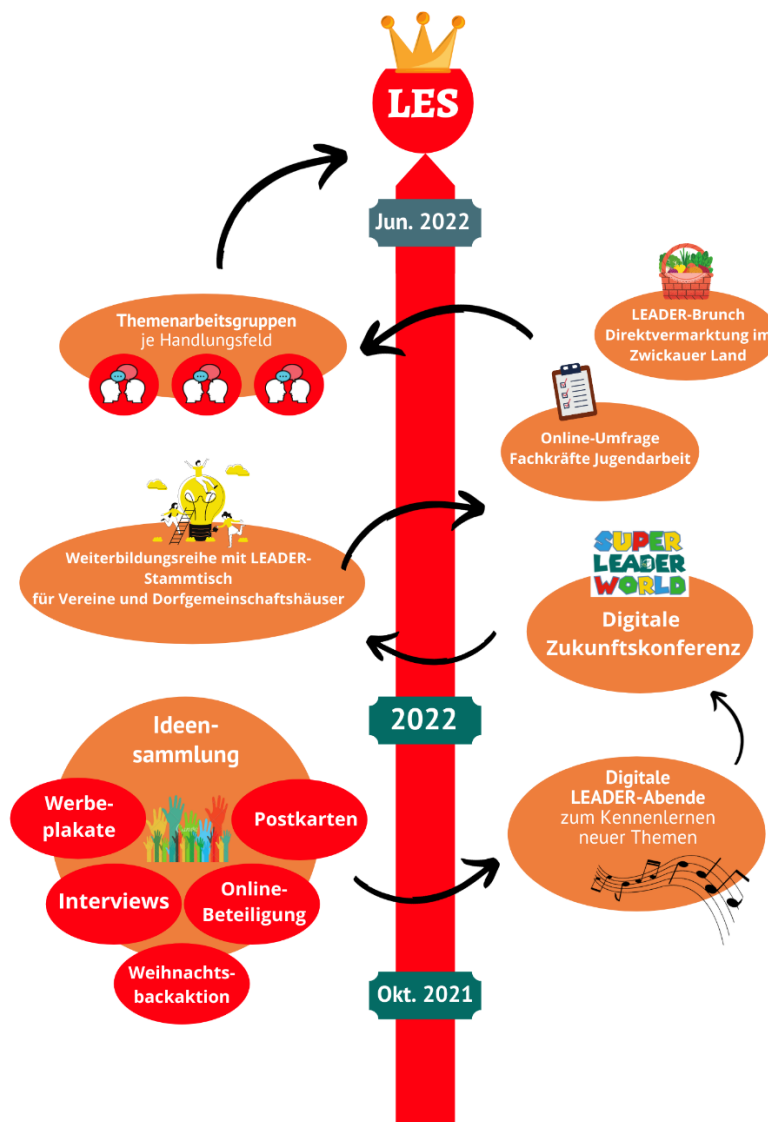 LES
Jun. 2022
LEADER-Brunch
Direktvermarktung im
Zwickauer Land
Themenarbeitsgruppen
je Handlungsfeld
Online-Umfrage
Fachkräfte Jugendarbeit
Weiterbildungsreihe mit LEADER-
Stammtisch
für Vereine und Dorfgemeinschaftshäuser
SUPER
LEADER
WORLD
Digitale
Zukunftskonferenz
2022
Ideen-
sammlung
Werbe-
plakate
Postkarten
Interviews
Online-
Beteiligung
Weihnachts-
backaktion
Digitale
LEADER-Abende
zum Kennenlernen
neuer Themen
Okt. 2021